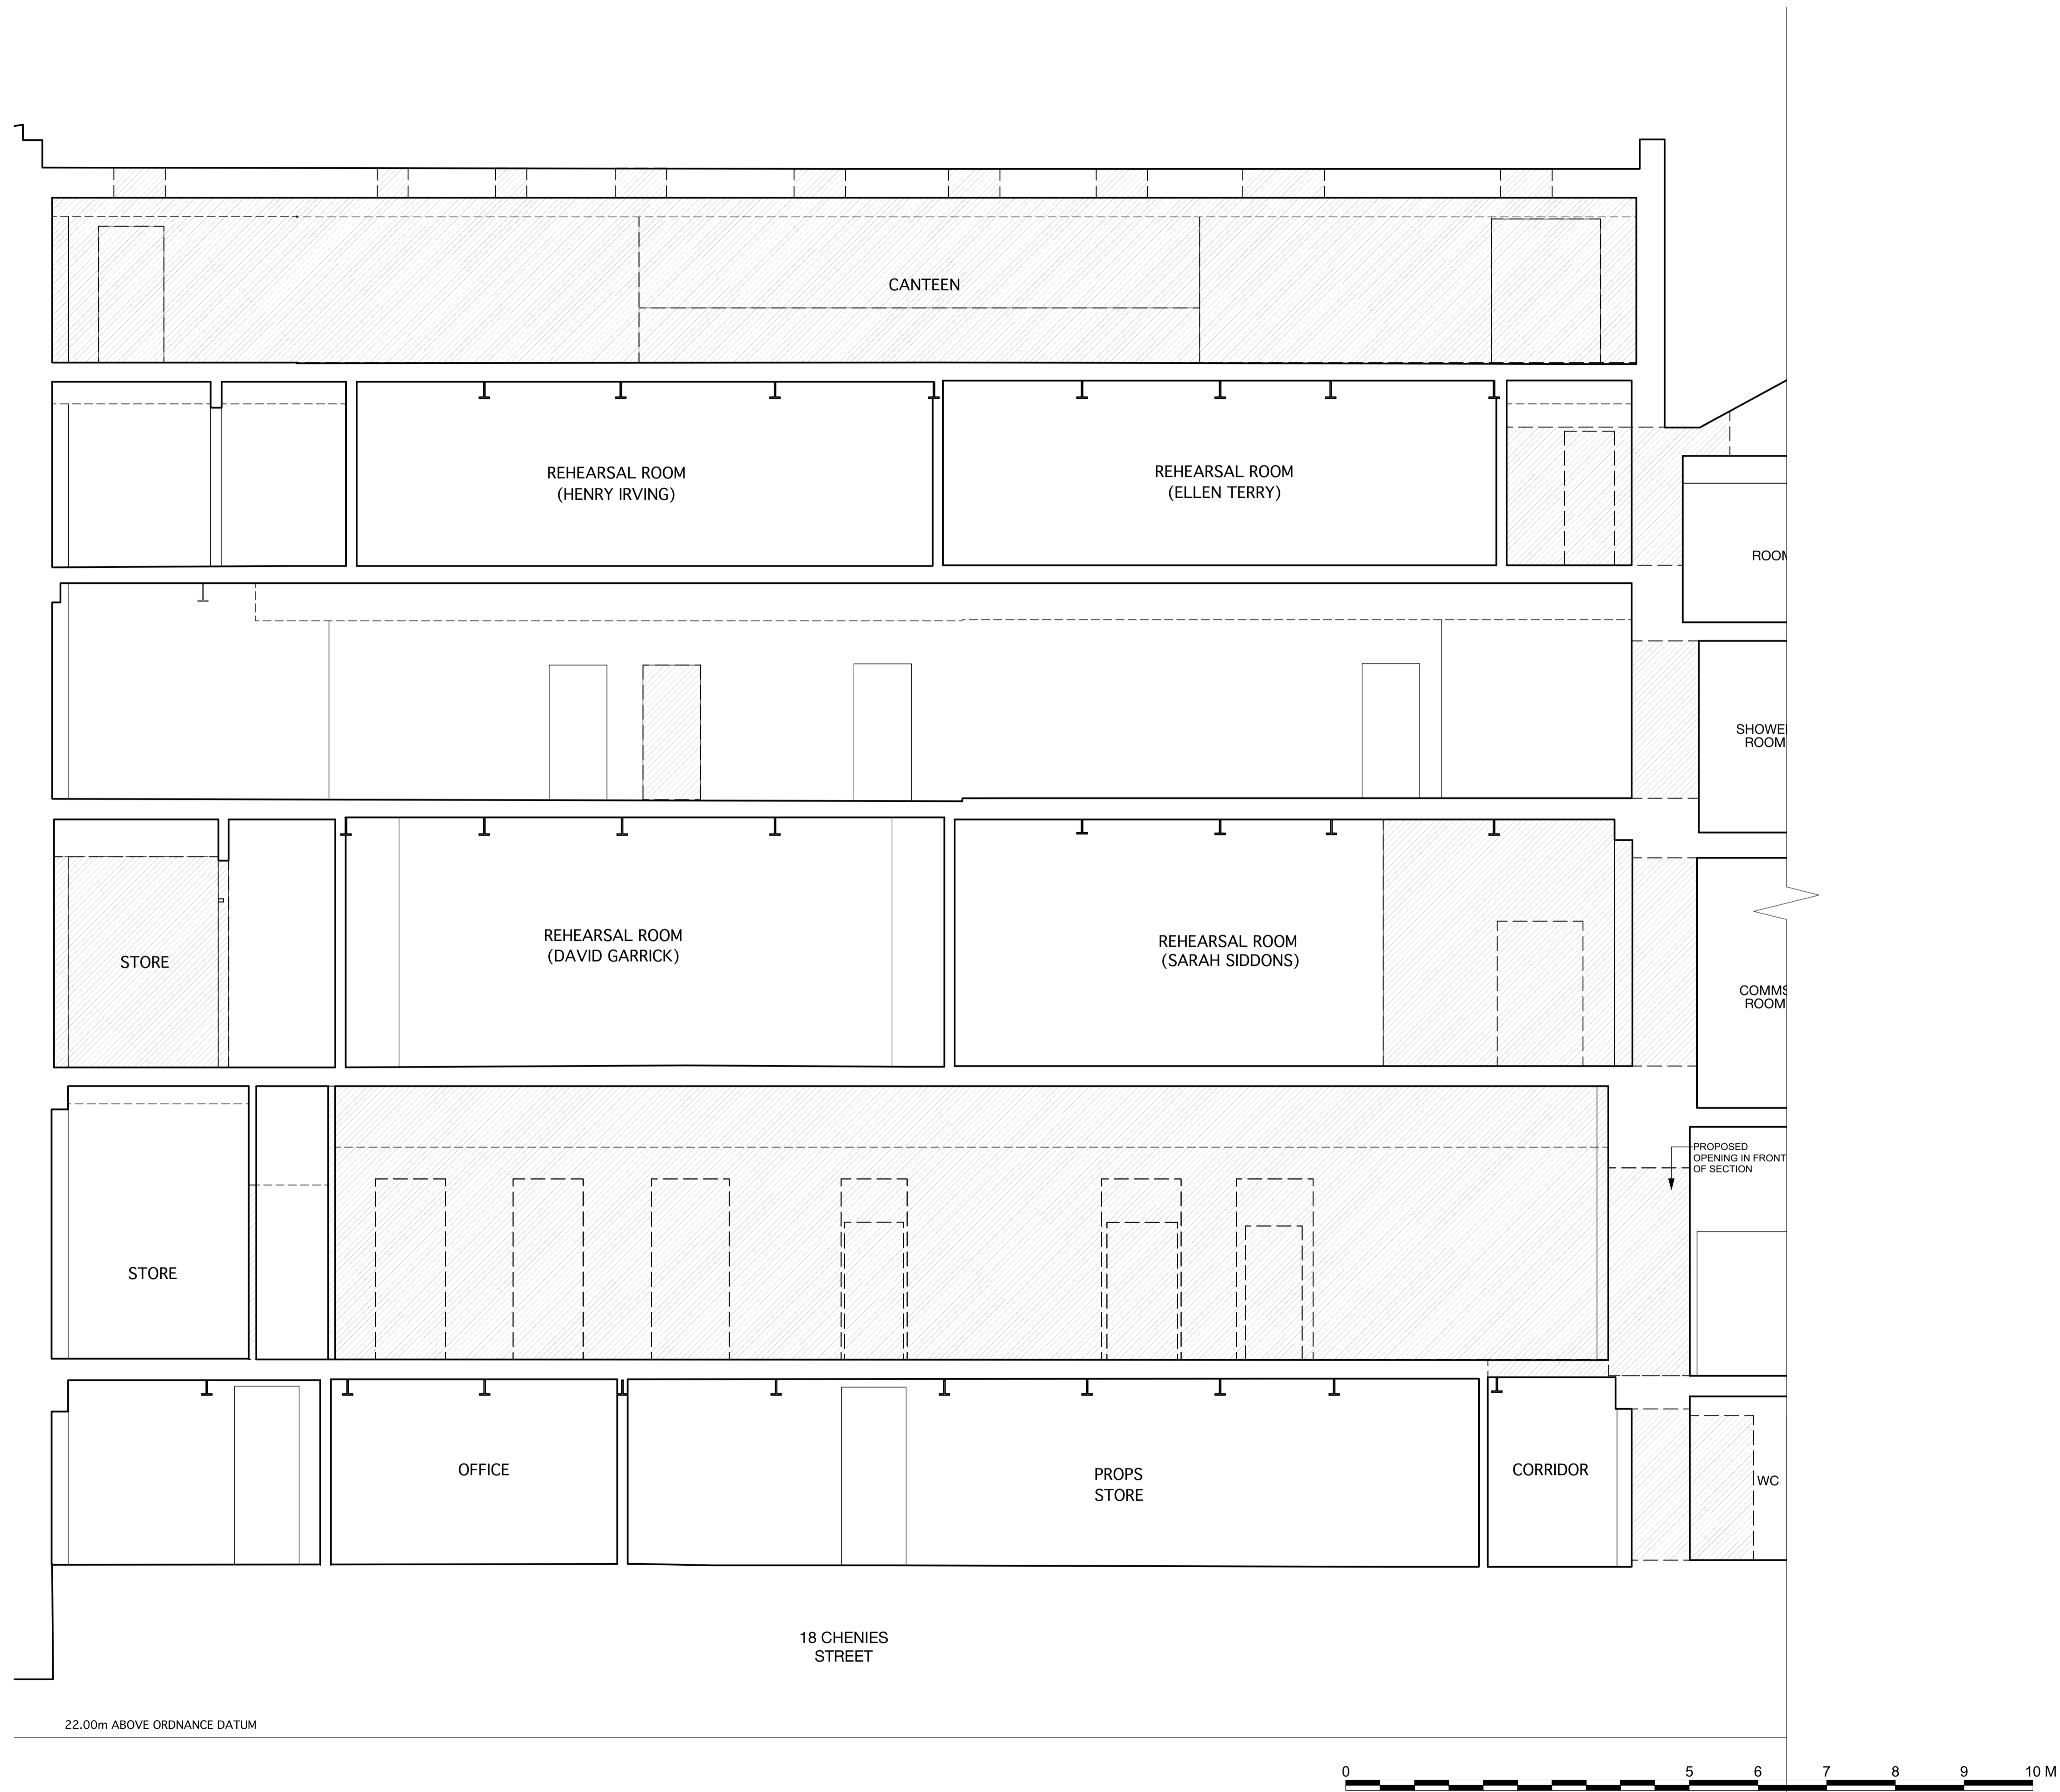 CANTEEN
REHEARSAL ROOM
(HENRY IRVING)
REHEARSAL ROOM
(ELLEN TERRY)
ROOM
SHOWER
ROOM
REHEARSAL ROOM
(DAVID GARRICK)
REHEARSAL ROOM
(SARAH SIDDONS)
STORE
COMMS
ROOM
PROPOSED
OPENING IN FRONT
OF SECTION
STORE
OFFICE
PROPS
STORE
CORRIDOR
WC
18 CHENIES
STREET
22.00m ABOVE ORDNANCE DATUM
0 5 6 7 8 9 10 M